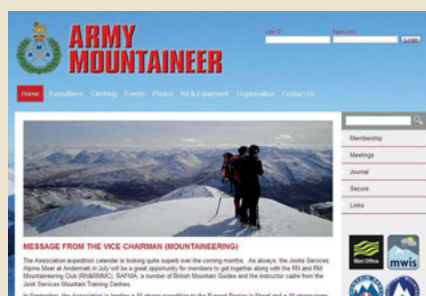 ARMY
MOUNTAINEER
User ID
Password
Login
Home Expeditions Climbing Events Photos Kit & Equipment Organisation Contact Us
Membership
Meetings
Journal
Secure
Links
Met Office
mwis
MESSAGE FROM THE VICE CHAIRMAN (MOUNTAINEERING)
The Association expedition calendar is looking quite superb over the coming months. As always, the Joints Services
Alpine Meet at Andermatt in July will be a great opportunity for members to get together along with the RN and RM
Mountaineering Club (RN&RMMC), RAFMA, a number of British Mountain Guides and the instructor cadre from the
Joint Services Mountain Training Centres.